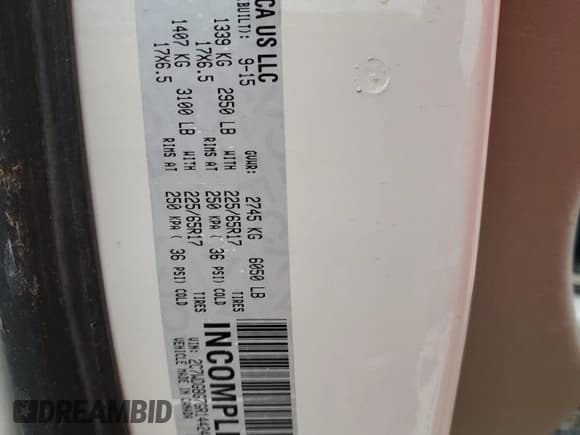 CA US LLC
BUILT): 9-15
1339 KG 2950 LB WITH 225/65R17 TIRES
17X6.5 RIMS AT 250 KPA ( 36 PSI) COLD
GVWR: 2745 KG 6050 LB
1407 KG 3100 LB WITH 225/65R17 TIRES
17X6.5 RIMS AT 250 KPA ( 36 PSI) COLD
INCOMPL
VEHICLE MADE IN CANADA
DREAMBID